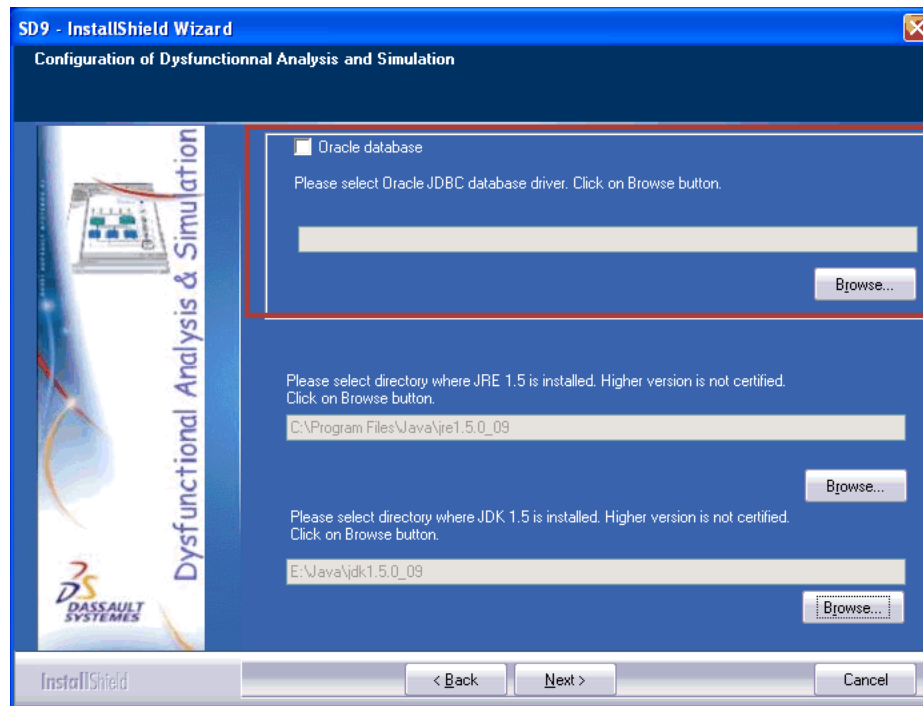 SD9 - InstallShield Wizard
Configuration of Dysfunctionnal Analysis and Simulation
Oracle database
Please select Oracle JDBC database driver. Click on Browse button.
Browse...
Please select directory where JRE 1.5 is installed. Higher version is not certified.
Click on Browse button.
C:\Program Files\Java\jre1.5.0_09
Browse...
Please select directory where JDK 1.5 is installed. Higher version is not certified.
Click on Browse button.
E:\Java\jdk1.5.0_09
Browse...
Dysfunctional Analysis & Simulation
DASSAULT
SYSTEMES
InstallShield
< Back
Next >
Cancel